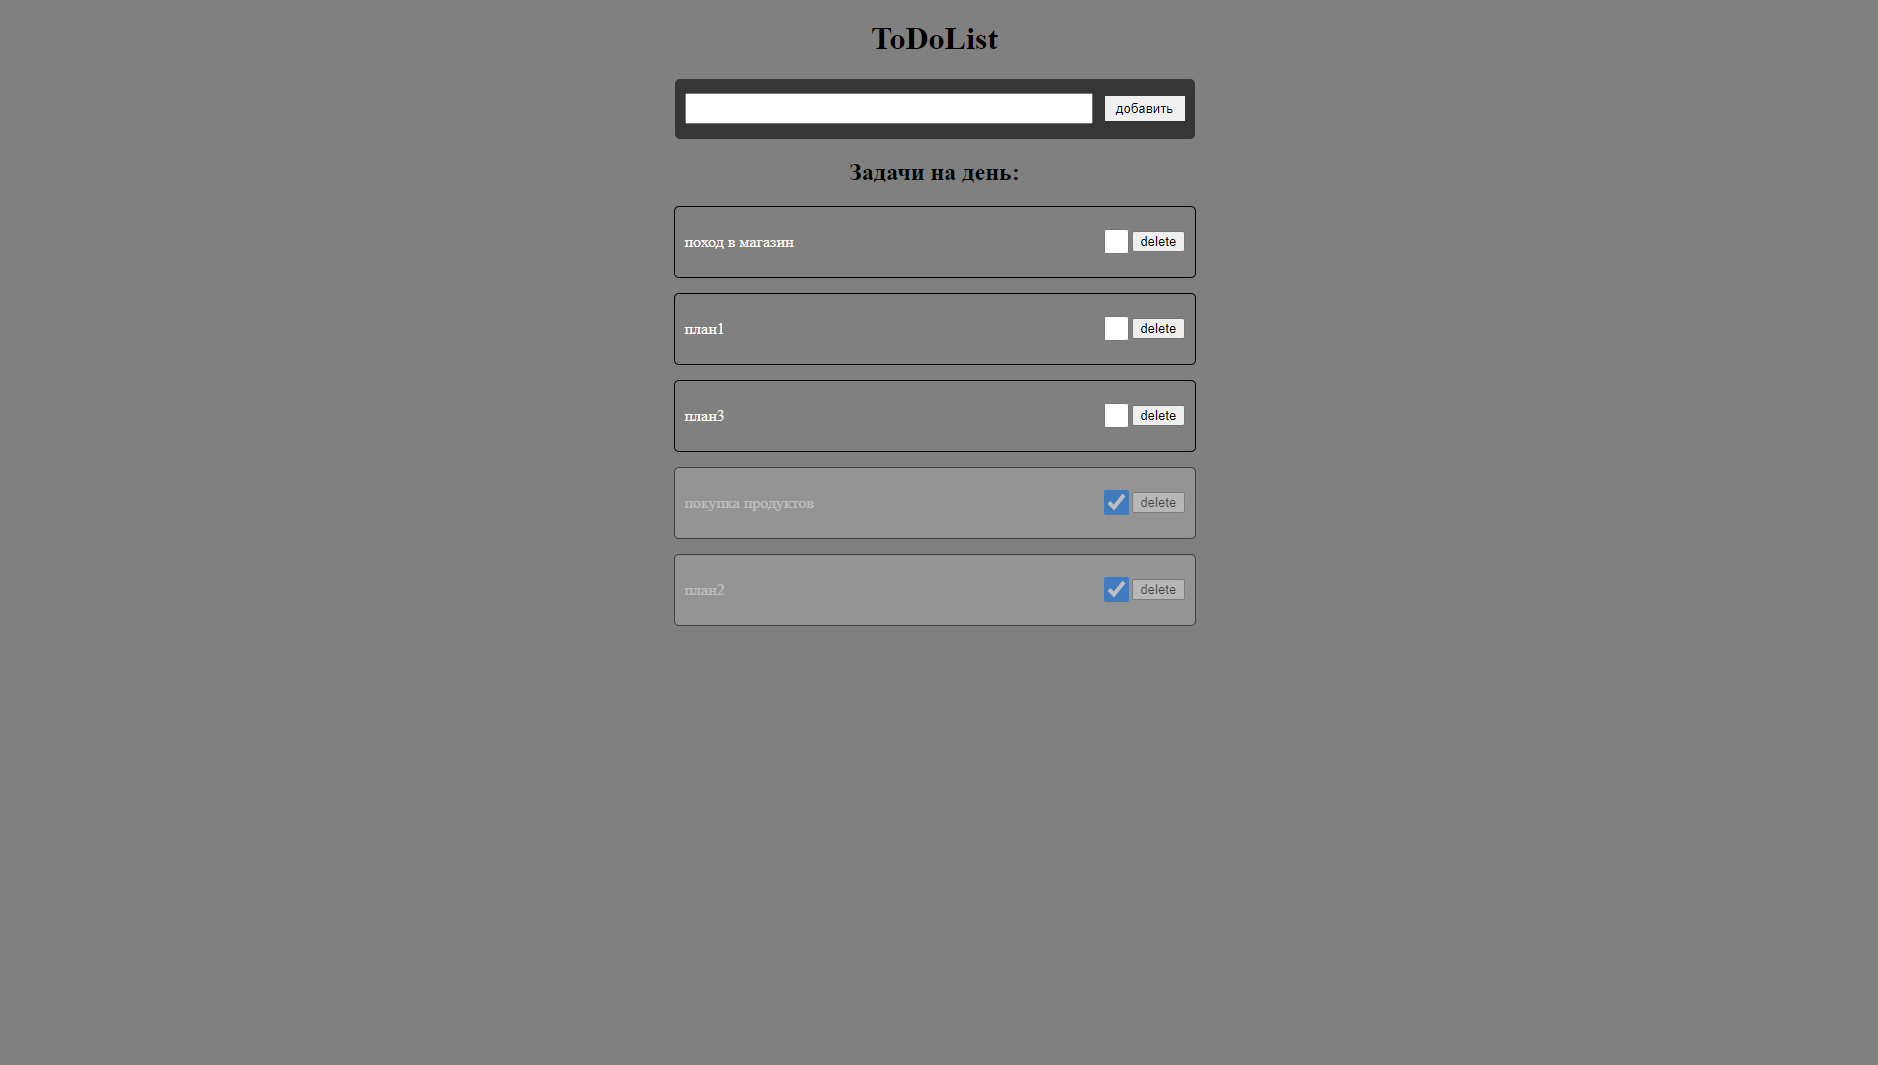 ToDoList
добавить
Задачи на день:
поход в магазин delete
план1 delete
план3 delete
покупка продуктов delete
план2 delete